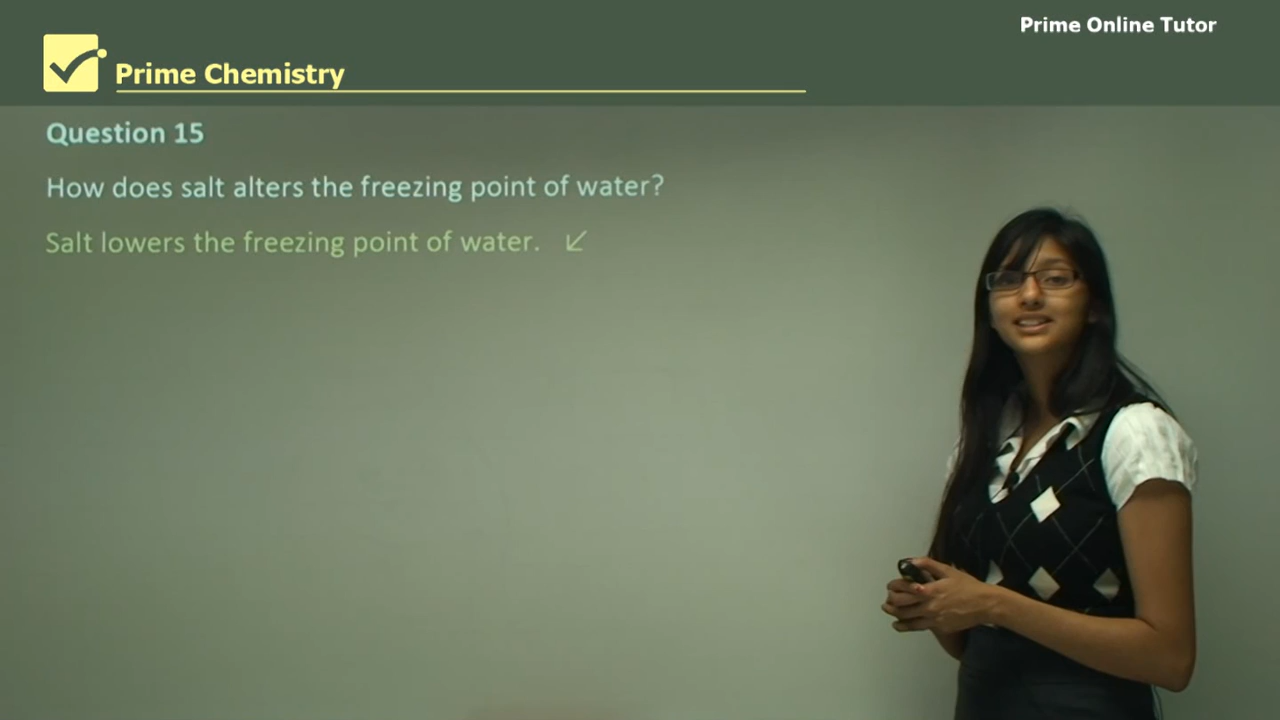 Prime Online Tutor
Prime Chemistry
Question 15
How does salt alters the freezing point of water?
Salt lowers the freezing point of water. ↙